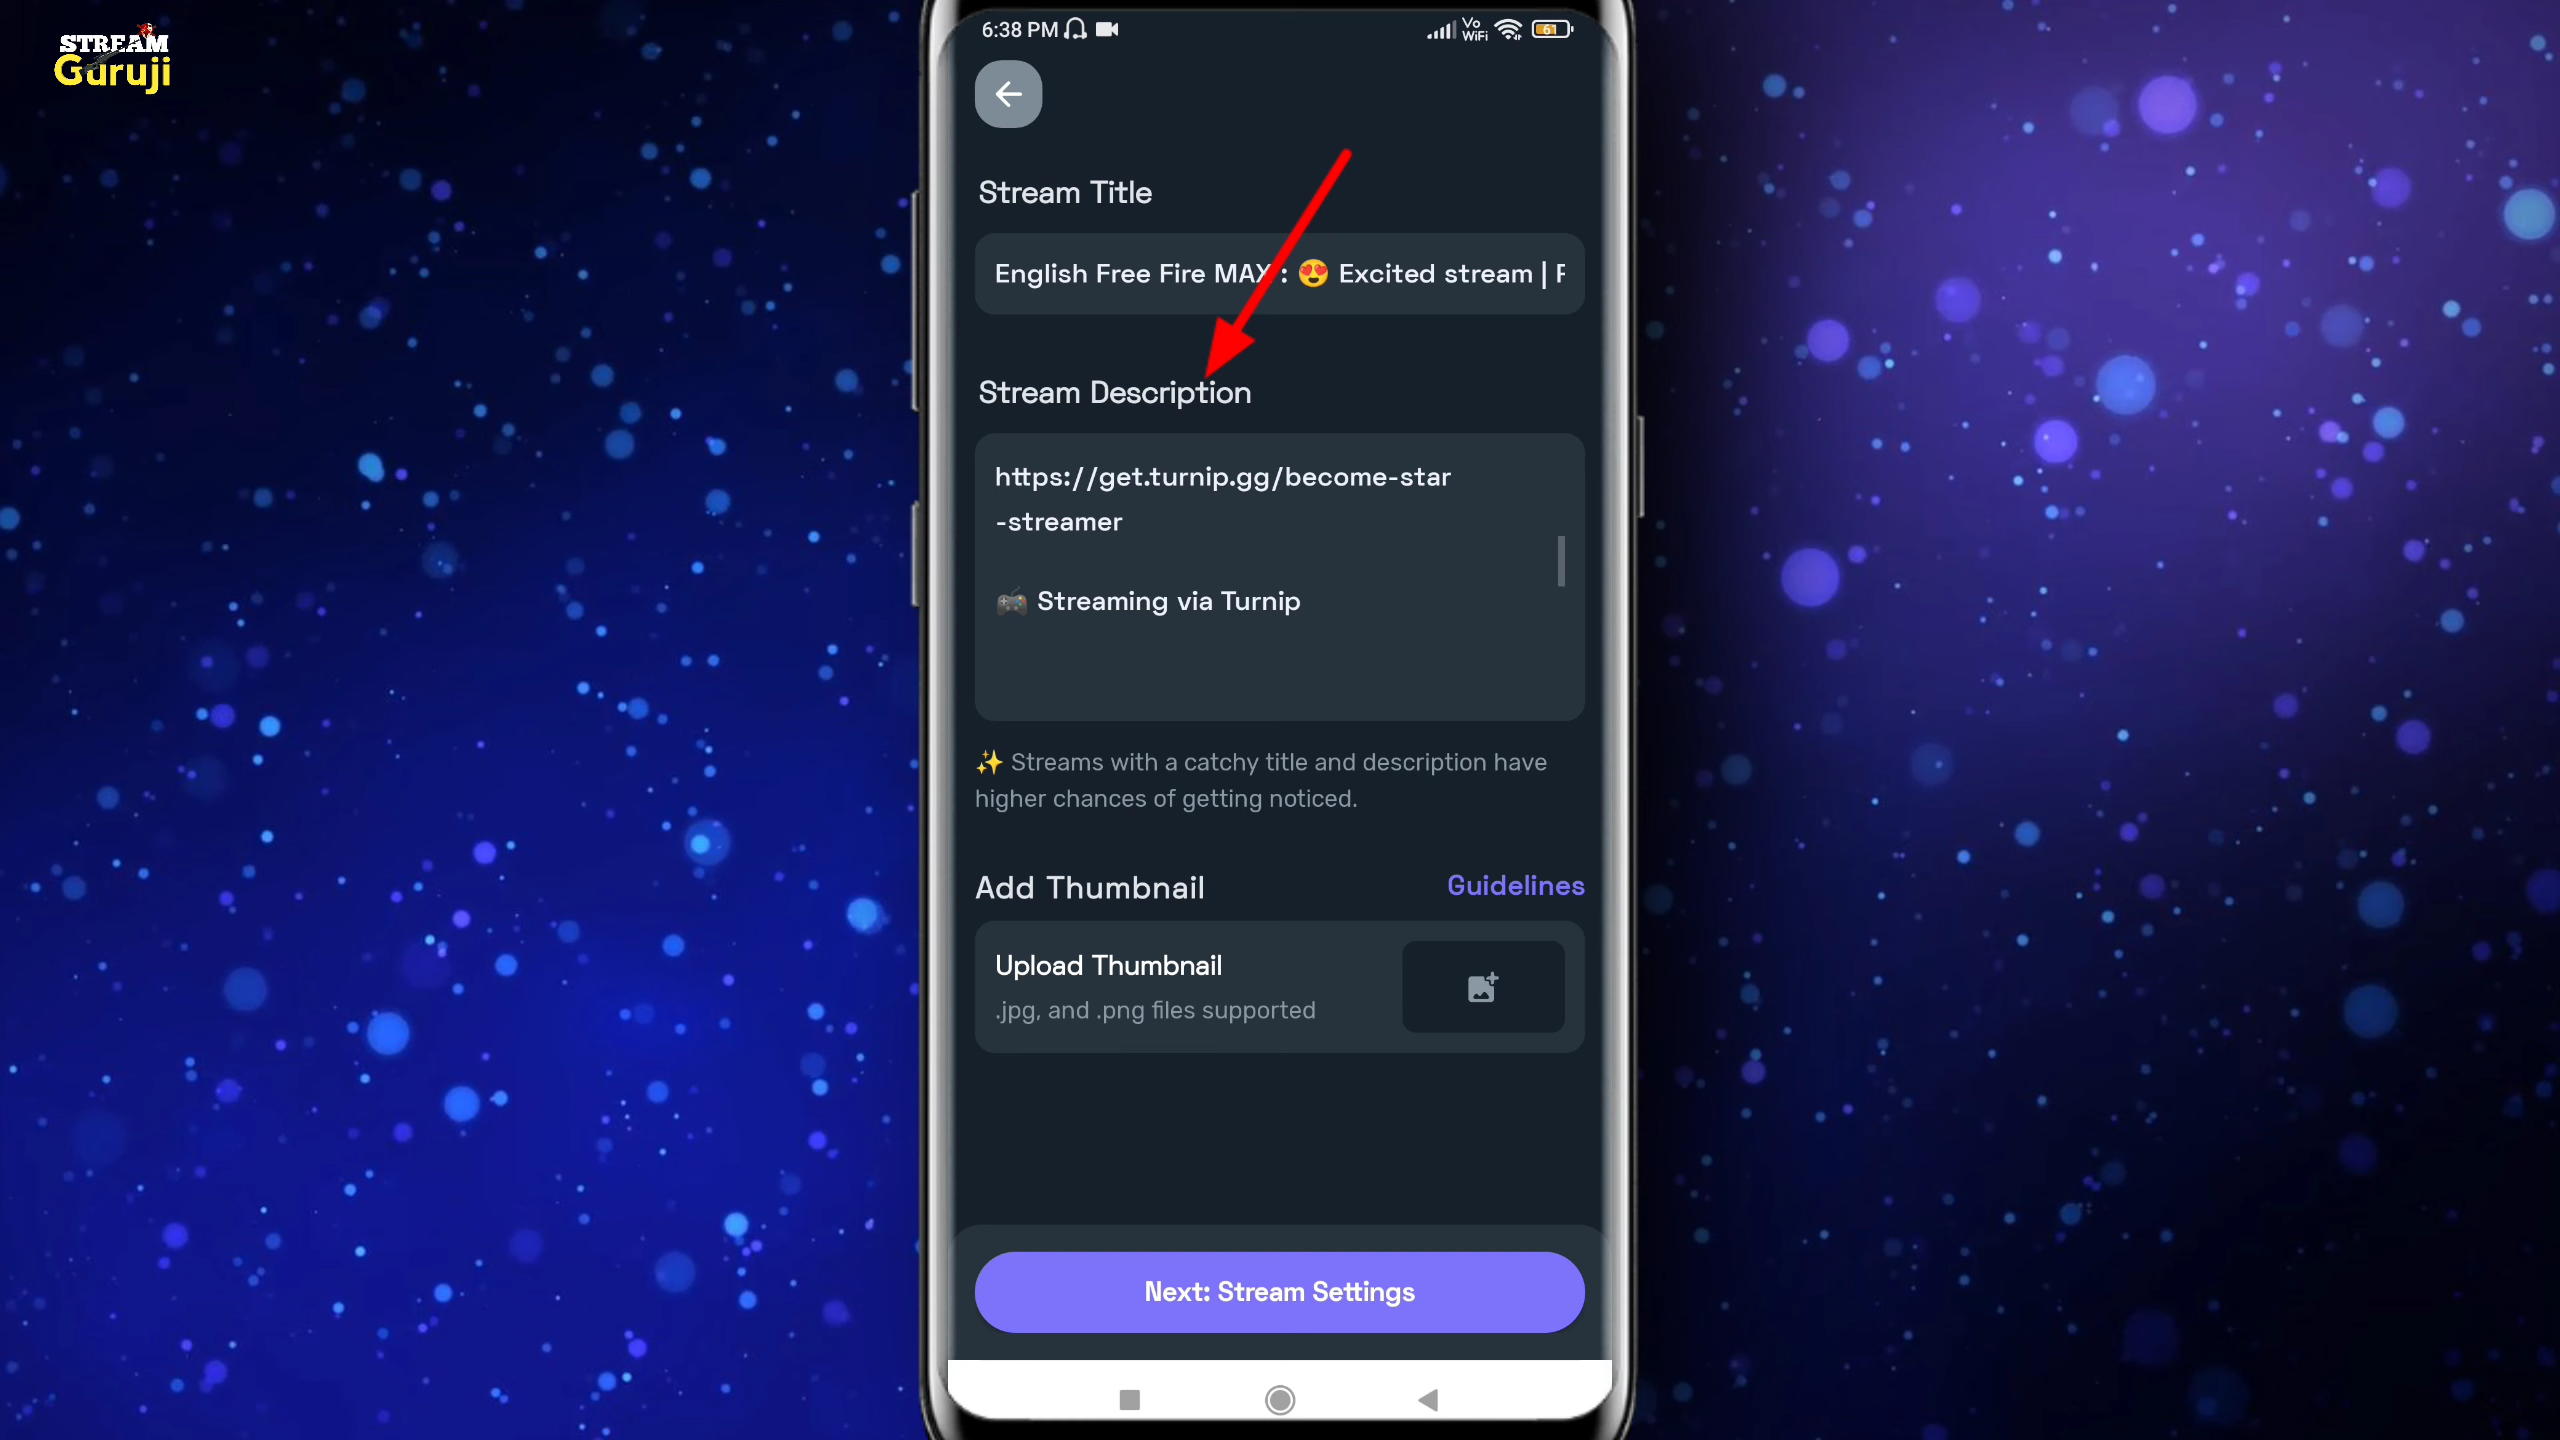 STREAM
Guruji
6:38 PM
Vo
WiFi
61
Stream Title
English Free Fire MAX : 😍 Excited stream | F
Stream Description
https://get.turnip.gg/become-star
-streamer
🎮 Streaming via Turnip
✨ Streams with a catchy title and description have
higher chances of getting noticed.
Add Thumbnail
Guidelines
Upload Thumbnail
.jpg, and .png files supported
Next: Stream Settings